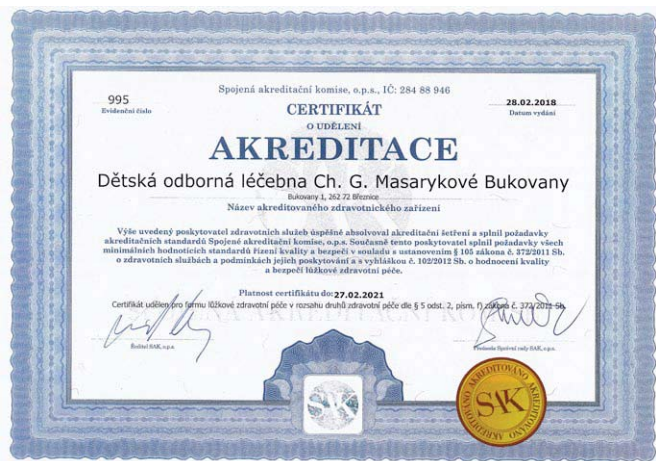 Spojená akreditační komise, o.p.s., IČ: 284 88 946
995
Evidenční číslo
28.02.2018
Datum vydání
CERTIFIKÁT
O UDĚLENÍ
AKREDITACE
Dětská odborná léčebna Ch. G. Masarykové Bukovany
Bukovany 1, 262 72 Březnice
Název akreditovaného zdravotnického zařízení
Výše uvedený poskytovatel zdravotních služeb úspěšně absolvoval akreditační šetření a splnil požadavky
akreditačních standardů Spojené akreditační komise, o.p.s. Současně tento poskytovatel splnil požadavky všech
minimálních hodnotících standardů řízení kvality a bezpečí v souladu s ustanovením § 105 zákona č. 372/2011 Sb.
o zdravotních službách a podmínkách jejich poskytování a s vyhláškou č. 102/2012 Sb. o hodnocení kvality
a bezpečí lůžkové zdravotní péče.
Platnost certifikátu do: 27.02.2021
Certifikát udělen pro formu lůžkové zdravotní péče v rozsahu druhů zdravotní péče dle § 5 odst. 2, písm. f) zákona č. 372/2011 Sb.
Ředitel SAK, o.p.s.
Předseda Správní rady SAK, o.p.s.
SAK
AKREDITOVÁNO AKREDITOVÁNO AKREDITOVÁNO